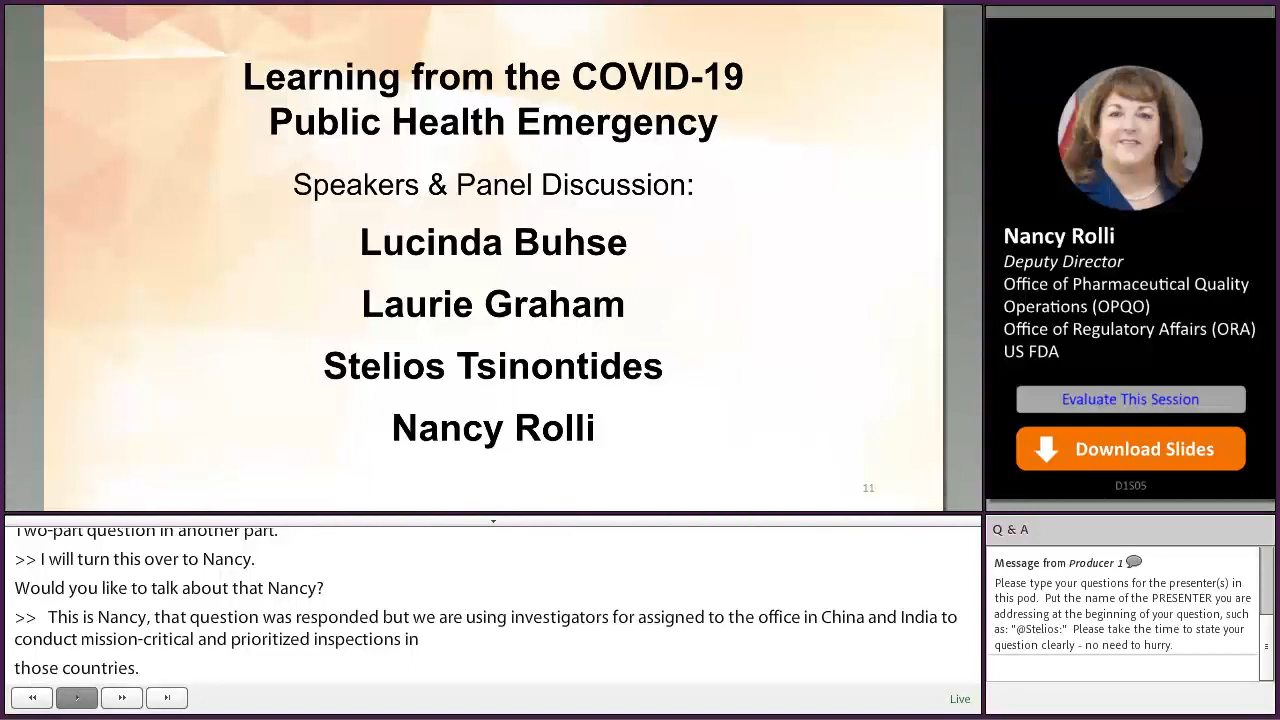 Learning from the COVID-19
Public Health Emergency
Speakers & Panel Discussion:
Lucinda Buhse
Laurie Graham
Stelios Tsinontides
Nancy Rolli
11
Nancy Rolli
Deputy Director
Office of Pharmaceutical Quality
Operations (OPQO)
Office of Regulatory Affairs (ORA)
US FDA
Evaluate This Session
Download Slides
D1S05
Two-part question in another part.
>> I will turn this over to Nancy.
Would you like to talk about that Nancy?
>> This is Nancy, that question was responded but we are using investigators for assigned to the office in China and India to
conduct mission-critical and prioritized inspections in
those countries.
Live
Q & A
Message from Producer 1
Please type your questions for the presenter(s) in
this pod. Put the name of the PRESENTER you are
addressing at the beginning of your question, such
as: "@Stelios:" Please take the time to state your
question clearly - no need to hurry.